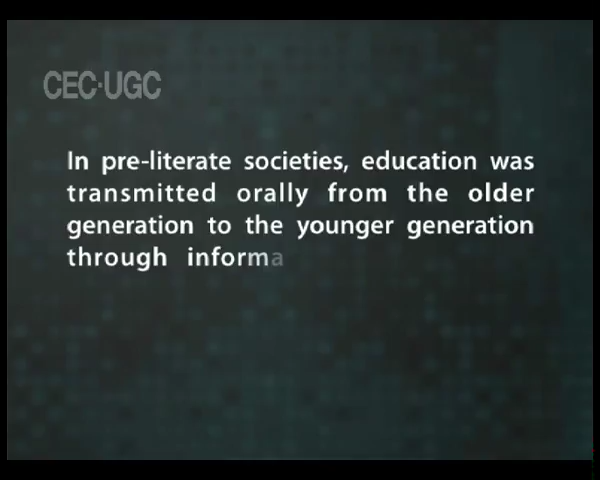 CEC-UGC
In pre-literate societies, education was
transmitted orally from the older
generation to the younger generation
through informa